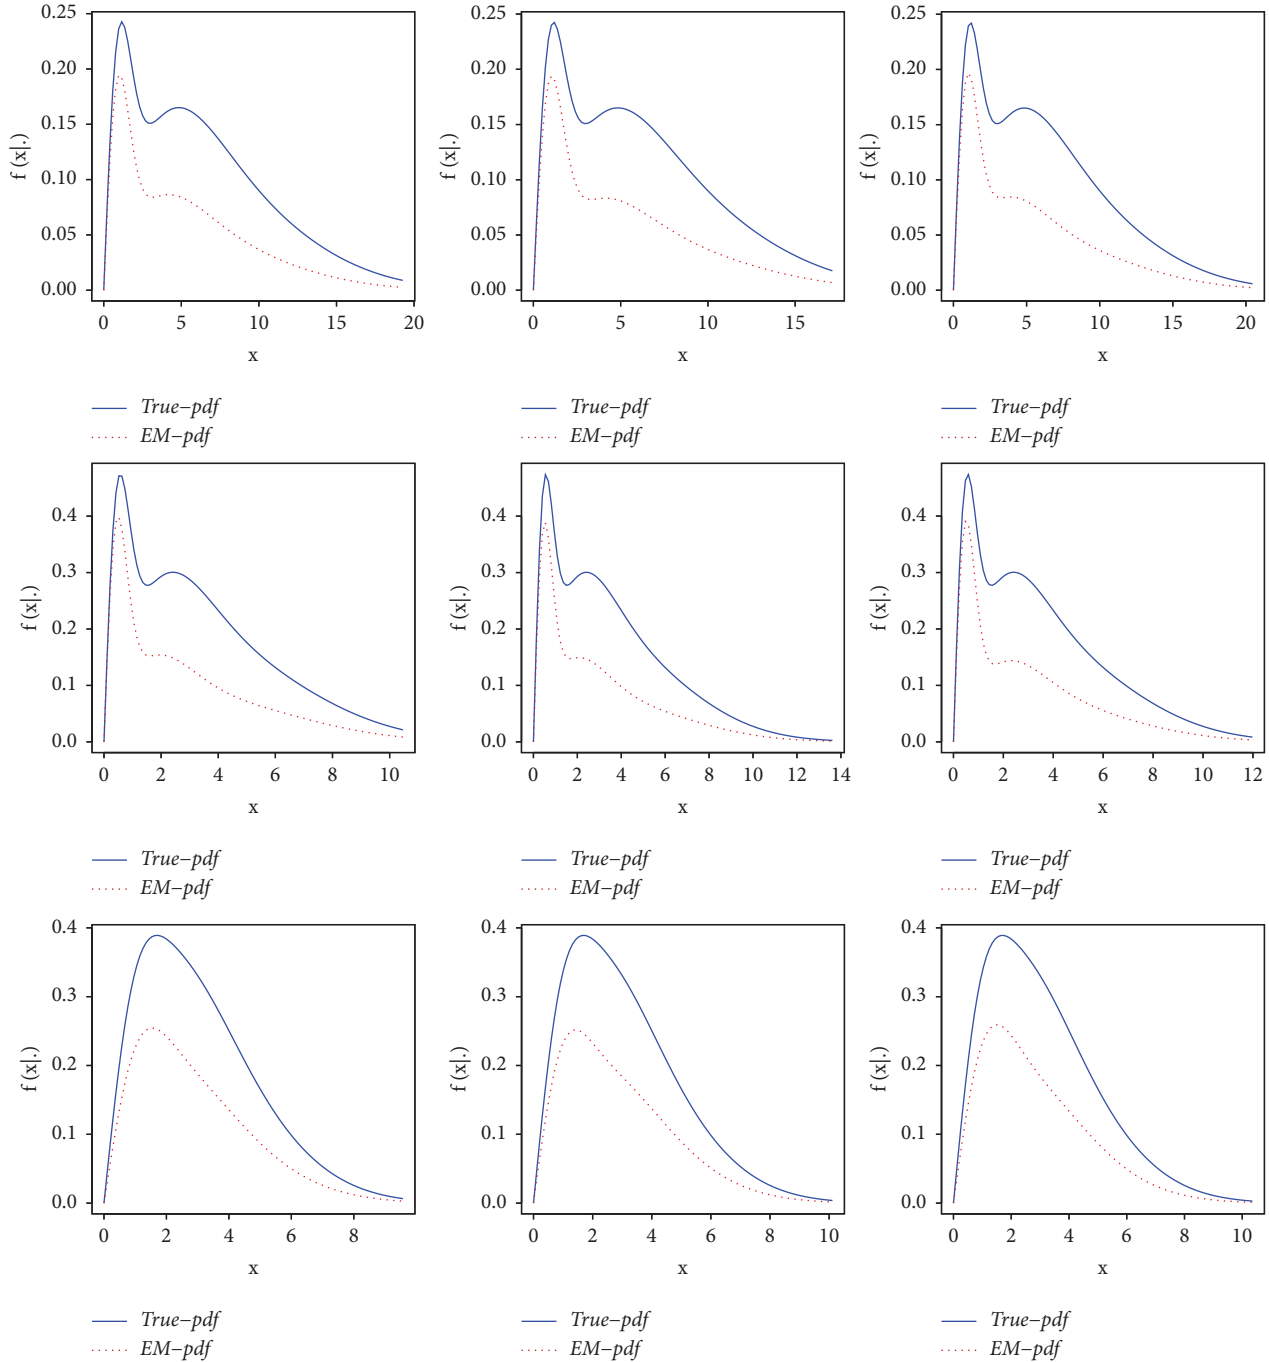 0.25
0.20
0.15
0.10
0.05
0.00
f (x|.)
0 5 10 15 20
x
True–pdf
EM–pdf
0.25
0.20
0.15
0.10
0.05
0.00
f (x|.)
0 5 10 15
x
True–pdf
EM–pdf
0.25
0.20
0.15
0.10
0.05
0.00
f (x|.)
0 5 10 15 20
x
True–pdf
EM–pdf
0.4
0.3
0.2
0.1
0.0
f (x|.)
0 2 4 6 8 10
x
True–pdf
EM–pdf
0.4
0.3
0.2
0.1
0.0
f (x|.)
0 2 4 6 8 10 12 14
x
True–pdf
EM–pdf
0.4
0.3
0.2
0.1
0.0
f (x|.)
0 2 4 6 8 10 12
x
True–pdf
EM–pdf
0.4
0.3
0.2
0.1
0.0
f (x|.)
0 2 4 6 8
x
True–pdf
EM–pdf
0.4
0.3
0.2
0.1
0.0
f (x|.)
0 2 4 6 8 10
x
True–pdf
EM–pdf
0.4
0.3
0.2
0.1
0.0
f (x|.)
0 2 4 6 8 10
x
True–pdf
EM–pdf